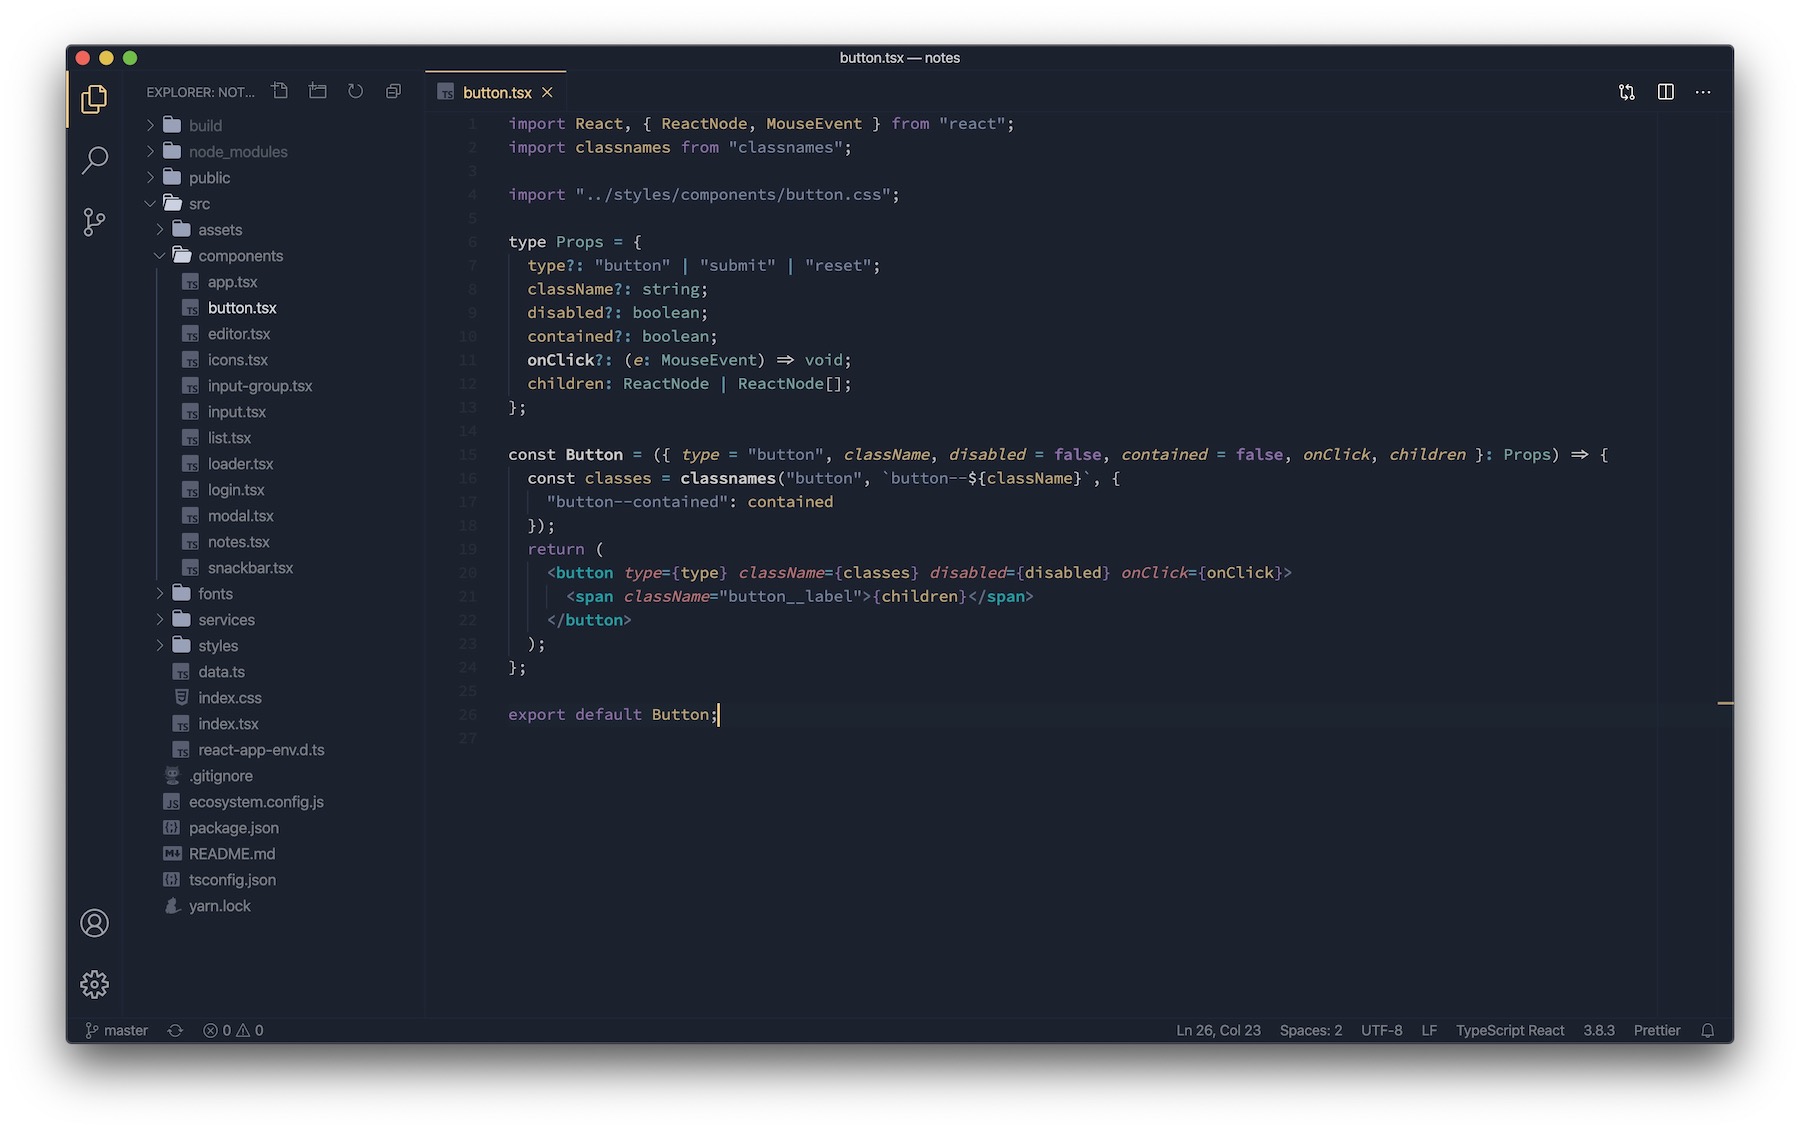 button.tsx — notes
EXPLORER: NOT...
build
node_modules
public
src
assets
components
app.tsx
button.tsx
editor.tsx
icons.tsx
input-group.tsx
input.tsx
list.tsx
loader.tsx
login.tsx
modal.tsx
notes.tsx
snackbar.tsx
fonts
services
styles
data.ts
index.css
index.tsx
react-app-env.d.ts
.gitignore
ecosystem.config.js
package.json
README.md
tsconfig.json
yarn.lock
button.tsx
1 import React, { ReactNode, MouseEvent } from "react";
2 import classnames from "classnames";
3
4 import "../styles/components/button.css";
5
6 type Props = {
7   type?: "button" | "submit" | "reset";
8   className?: string;
9   disabled?: boolean;
10   contained?: boolean;
11   onClick?: (e: MouseEvent) => void;
12   children: ReactNode | ReactNode[];
13 };
14
15 const Button = ({ type = "button", className, disabled = false, contained = false, onClick, children }: Props) => {
16   const classes = classnames("button", `button--${className}`, {
17     "button--contained": contained
18   });
19   return (
20     <button type={type} className={classes} disabled={disabled} onClick={onClick}>
21       <span className="button__label">{children}</span>
22     </button>
23   );
24 };
25
26 export default Button;
27
master 0 0 Ln 26, Col 23 Spaces: 2 UTF-8 LF TypeScript React 3.8.3 Prettier